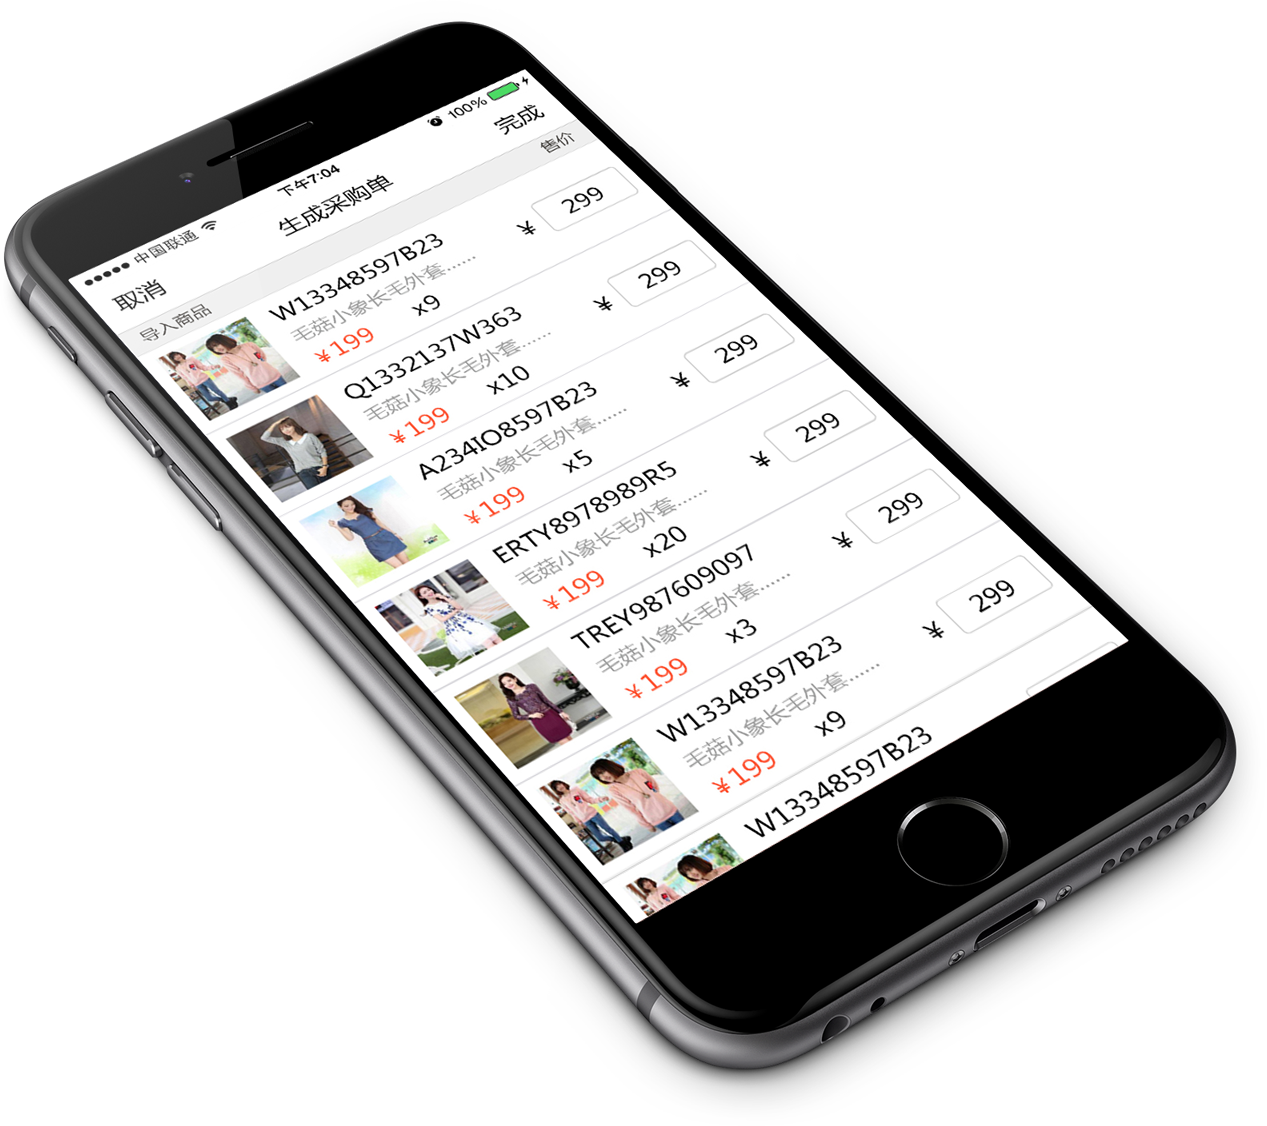 中国联通
下午7:04
100%
取消
生成采购单
完成
导入商品
售价
W13348597B23
毛菇小象长毛外套......
¥199
x9
¥
299
Q1332137W363
毛菇小象长毛外套......
¥199
x10
¥
299
A234IO8597B23
毛菇小象长毛外套......
¥199
x5
¥
299
ERTY8978989R5
毛菇小象长毛外套......
¥199
x20
¥
299
TREY987609097
毛菇小象长毛外套......
¥199
x3
¥
299
W13348597B23
毛菇小象长毛外套......
¥199
x9
¥
299
W13348597B23